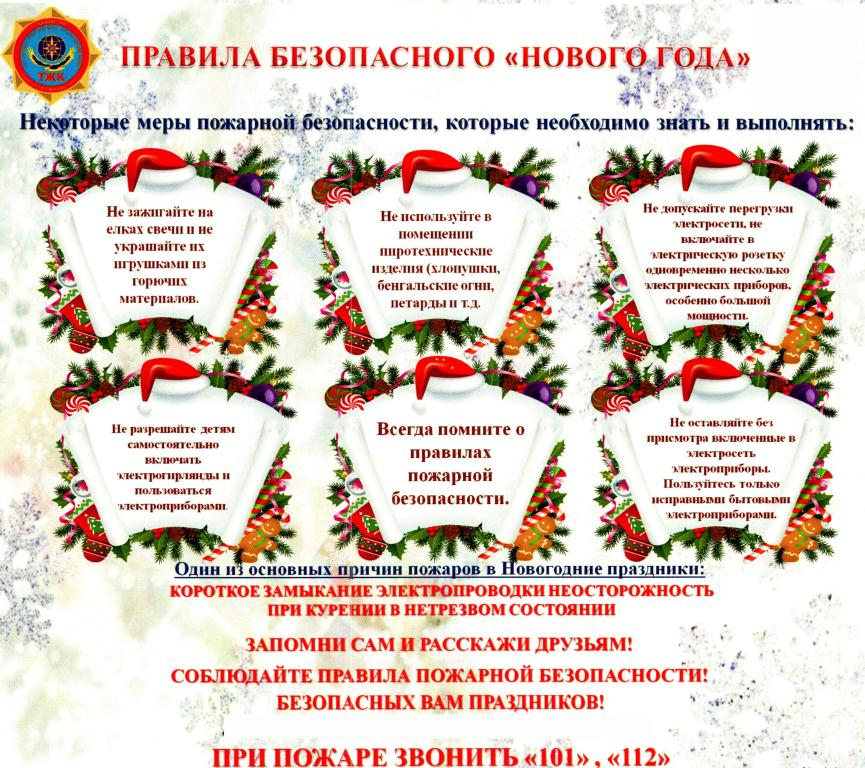 ТЖК
ПРАВИЛА БЕЗОПАСНОГО «НОВОГО ГОДА»
Некоторые меры пожарной безопасности, которые необходимо знать и выполнять:
Не зажигайте на
елках свечи и не
украшайте их
игрушками из
горючих
материалов.
Не используйте в
помещении
пиротехнические
изделия (хлопушки,
бенгальские огни,
петарды и т.д.
Не допускайте перегрузки
электросети, не
включайте в
электрическую розетку
одновременно несколько
электрических приборов,
особенно большой
мощности.
Не разрешайте детям
самостоятельно
включать
электрогирлянды и
пользоваться
электроприборами.
Всегда помните о
правилах
пожарной
безопасности.
Не оставляйте без
присмотра включенные в
электросеть
электроприборы.
Пользуйтесь только
исправными бытовыми
электроприборами.
Один из основных причин пожаров в Новогодние праздники:
КОРОТКОЕ ЗАМЫКАНИЕ ЭЛЕКТРОПРОВОДКИ НЕОСТОРОЖНОСТЬ
ПРИ КУРЕНИИ В НЕТРЕЗВОМ СОСТОЯНИИ
ЗАПОМНИ САМ И РАССКАЖИ ДРУЗЬЯМ!
СОБЛЮДАЙТЕ ПРАВИЛА ПОЖАРНОЙ БЕЗОПАСНОСТИ!
БЕЗОПАСНЫХ ВАМ ПРАЗДНИКОВ!
ПРИ ПОЖАРЕ ЗВОНИТЬ «101» , «112»